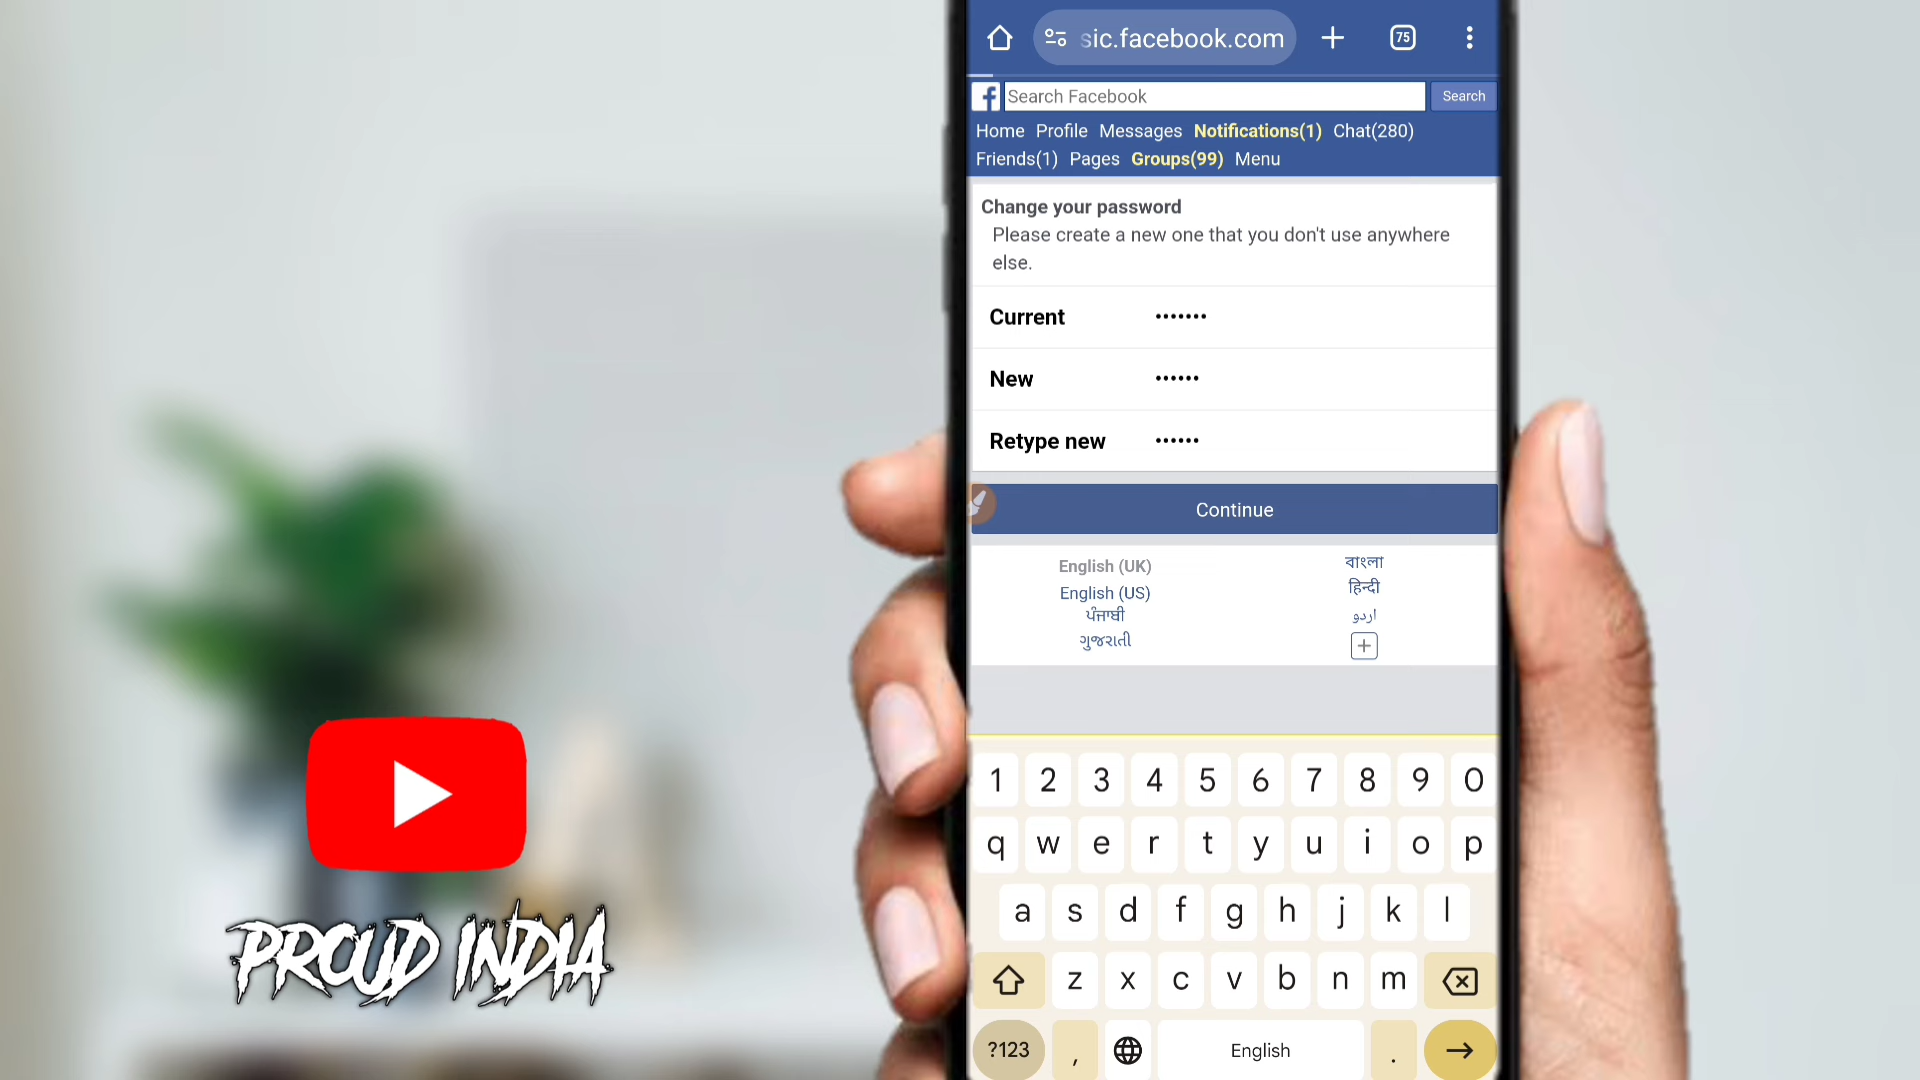 sic.facebook.com
75
Search Facebook
Search
Home Profile Messages Notifications(1) Chat(280)
Friends(1) Pages Groups(99) Menu
Change your password
Please create a new one that you don't use anywhere
else.
Current •••••••
New ••••••
Retype new ••••••
Continue
English (UK)
English (US)
ਪੰਜਾਬੀ
ગુજરાતી
বাংলা
हिन्दी
اردو
1 2 3 4 5 6 7 8 9 0
q w e r t y u i o p
a s d f g h j k l
z x c v b n m
?123 , English .
PROUD INDIA